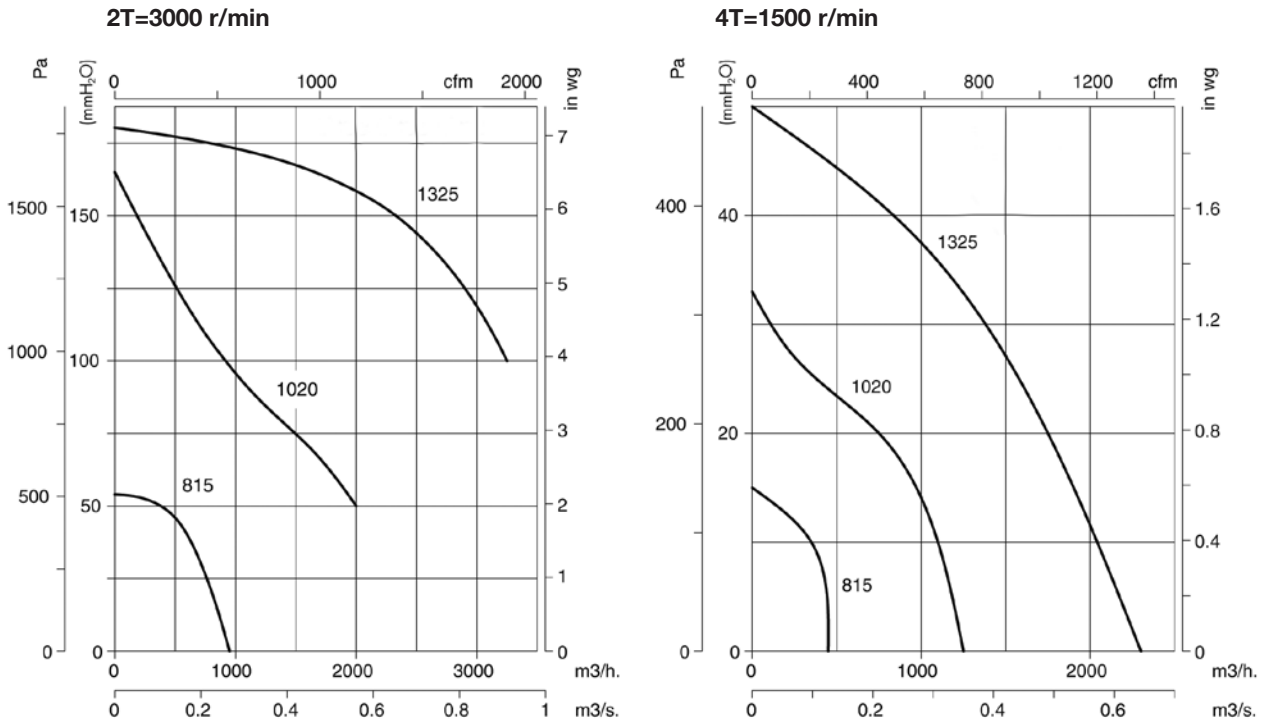 2T=3000 r/min
4T=1500 r/min
Pa
(mmH₂O)
0 1000 cfm 2000
in wg
1500
1000
500
0
150
100
50
0
7
6
5
4
3
2
1
0
1325
1020
815
0 1000 2000 3000 m3/h.
0 0.2 0.4 0.6 0.8 1 m3/s.
Pa
(mmH₂O)
0 400 800 1200 cfm
in wg
400
200
0
40
20
0
1.6
1.2
0.8
0.4
0
1325
1020
815
0 1000 2000 m3/h.
0 0.2 0.4 0.6 m3/s.